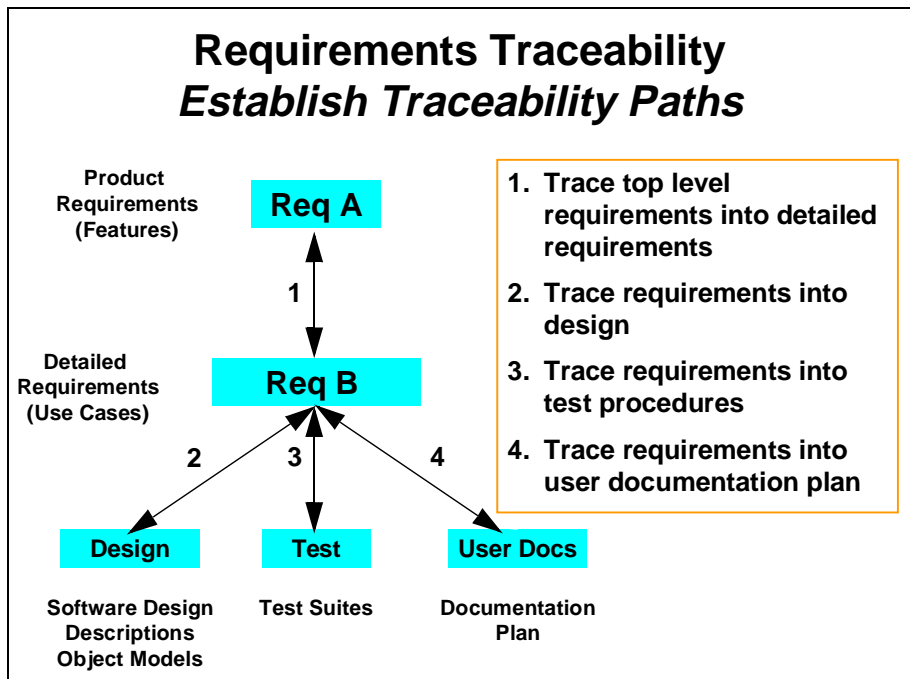 Requirements Traceability
Establish Traceability Paths
Product
Requirements
(Features)
Req A
1
Detailed
Requirements
(Use Cases)
Req B
2
3
4
Design
Test
User Docs
Software Design
Descriptions
Object Models
Test Suites
Documentation
Plan
1. Trace top level
requirements into detailed
requirements
2. Trace requirements into
design
3. Trace requirements into
test procedures
4. Trace requirements into
user documentation plan